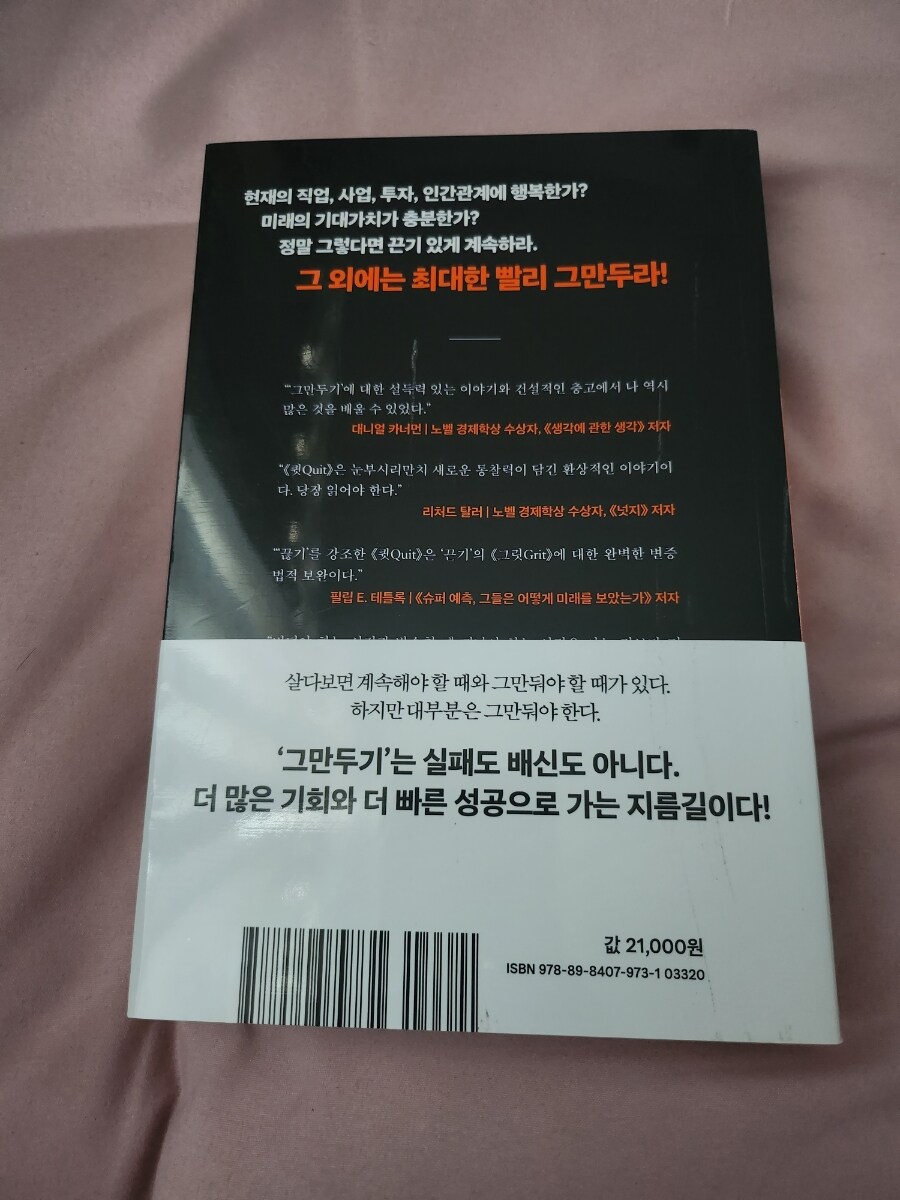 현재의 직업, 사업, 투자, 인간관계에 행복한가?
미래의 기대가치가 충분한가?
정말 그렇다면 끈기 있게 계속하라.
그 외에는 최대한 빨리 그만두라!
“‘그만두기’에 대한 설득력 있는 이야기와 건설적인 충고에서 나 역시
많은 것을 배울 수 있었다.”
대니얼 카너먼 | 노벨 경제학상 수상자, 《생각에 관한 생각》 저자
“《큇Quit》은 눈부시리만치 새로운 통찰력이 담긴 환상적인 이야기이
다. 당장 읽어야 한다.”
리처드 탈러 | 노벨 경제학상 수상자, 《넛지》 저자
“‘끊기’를 강조한 《큇Quit》은 ‘끈기’의 《그릿Grit》에 대한 완벽한 변증
법적 보완이다.”
필립 E. 테틀록 | 《슈퍼 예측, 그들은 어떻게 미래를 보았는가》 저자
살다보면 계속해야 할 때와 그만둬야 할 때가 있다.
하지만 대부분은 그만둬야 한다.
‘그만두기’는 실패도 배신도 아니다.
더 많은 기회와 더 빠른 성공으로 가는 지름길이다!
값 21,000원
ISBN 978-89-8407-973-1 03320